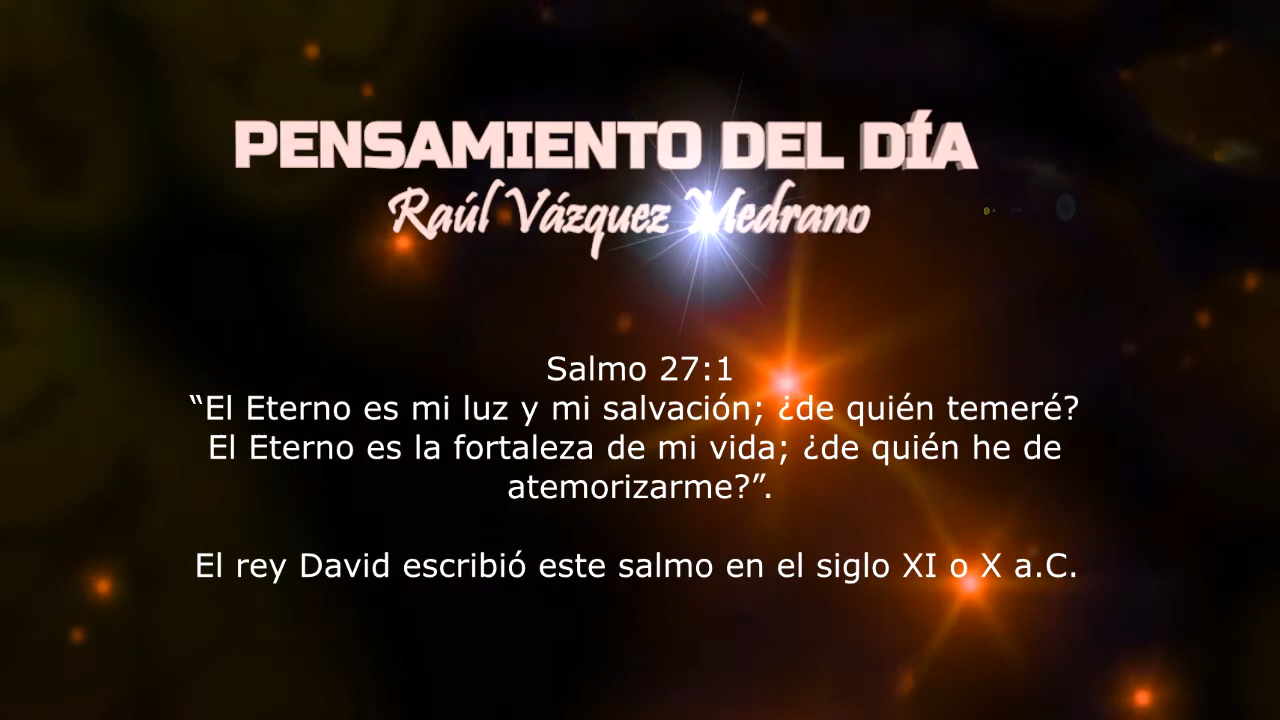 PENSAMIENTO DEL DÍA
Raúl Vázquez Medrano
Salmo 27:1
“El Eterno es mi luz y mi salvación; ¿de quién temeré?
El Eterno es la fortaleza de mi vida; ¿de quién he de
atemorizarme?”.
El rey David escribió este salmo en el siglo XI o X a.C.